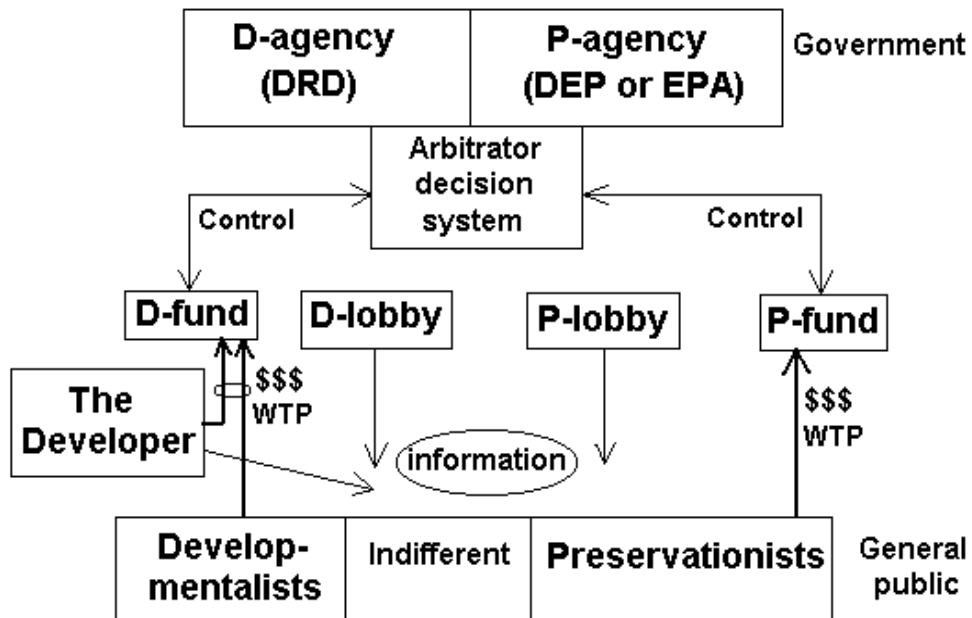 D-agency
(DRD)
P-agency
(DEP or EPA)
Government
Arbitrator
decision
system
Control
Control
D-fund
D-lobby
P-lobby
P-fund
The
Developer
$$$
WTP
$$$
WTP
information
Develop-
mentalists
Indifferent
Preservationists
General
public